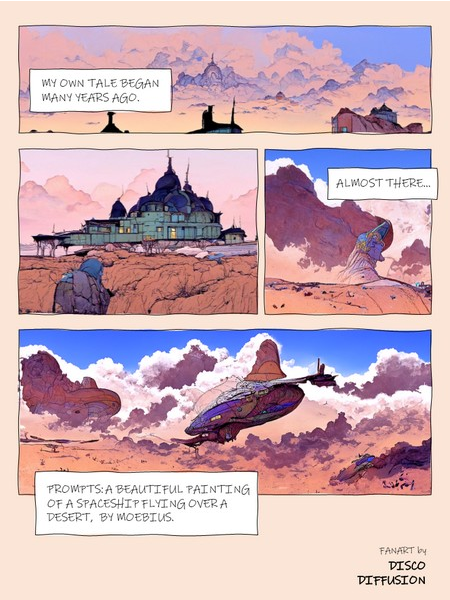 MY OWN TALE BEGAN
MANY YEARS AGO.
ALMOST THERE...
PROMPTS: A BEAUTIFUL PAINTING
OF A SPACESHIP FLYING OVER A
DESERT, BY MOEBIUS.
FANART by
DISCO
DIFFUSION